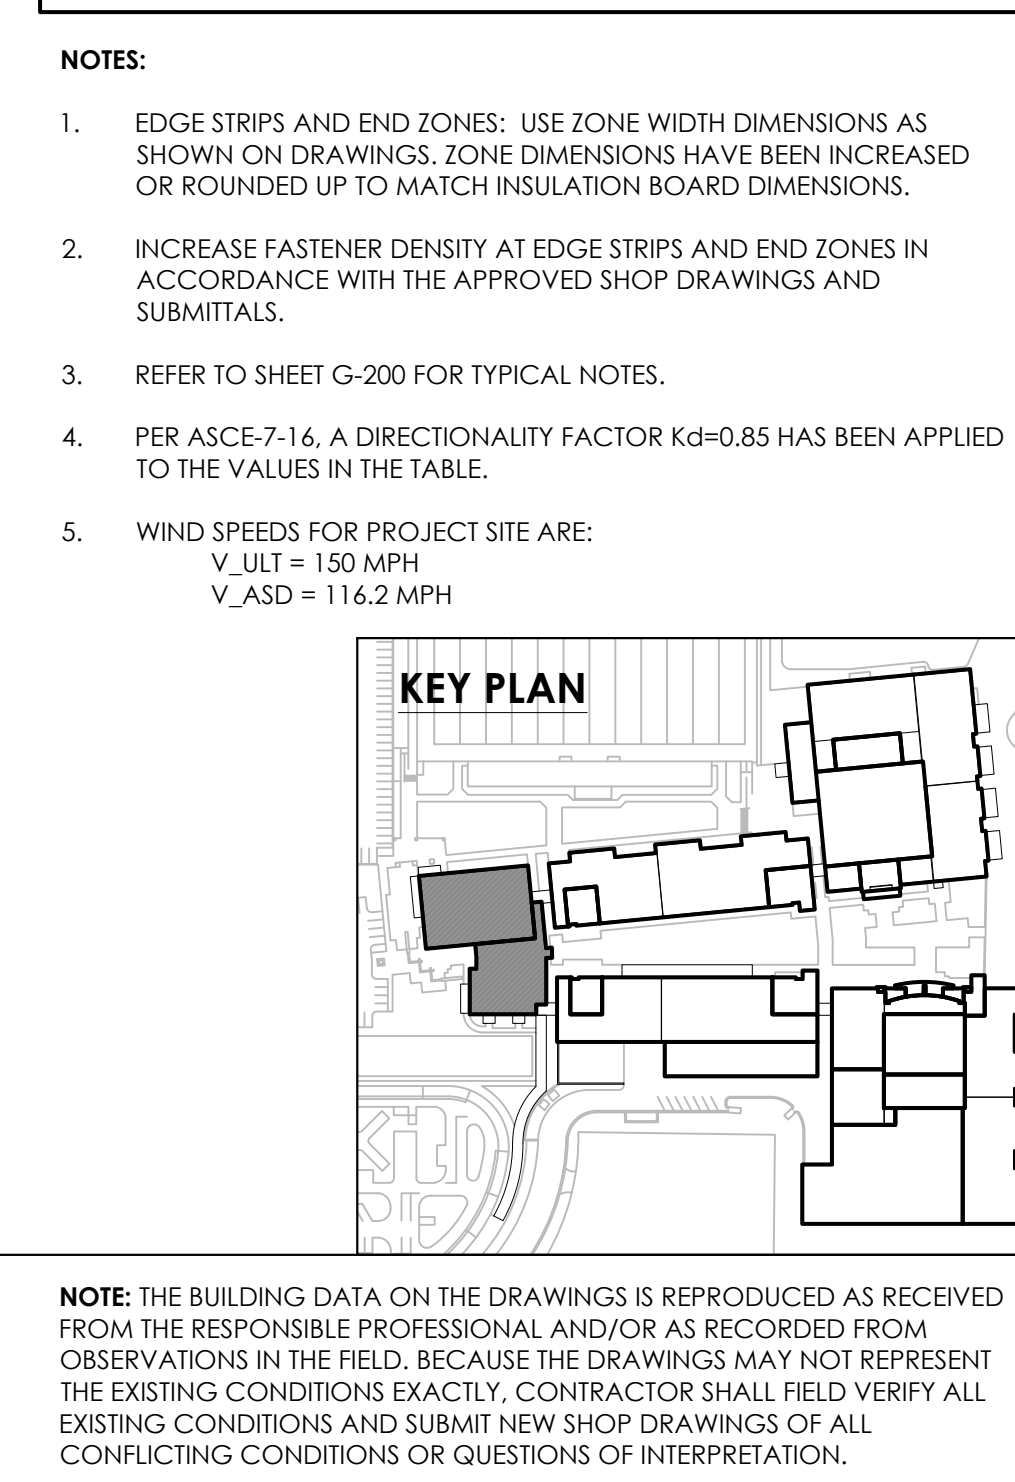 NOTES:
1. EDGE STRIPS AND END ZONES: USE ZONE WIDTH DIMENSIONS AS
SHOWN ON DRAWINGS. ZONE DIMENSIONS HAVE BEEN INCREASED
OR ROUNDED UP TO MATCH INSULATION BOARD DIMENSIONS.
2. INCREASE FASTENER DENSITY AT EDGE STRIPS AND END ZONES IN
ACCORDANCE WITH THE APPROVED SHOP DRAWINGS AND
SUBMITTALS.
3. REFER TO SHEET G-200 FOR TYPICAL NOTES.
4. PER ASCE-7-16, A DIRECTIONALITY FACTOR Kd=0.85 HAS BEEN APPLIED
TO THE VALUES IN THE TABLE.
5. WIND SPEEDS FOR PROJECT SITE ARE:
V_ULT = 150 MPH
V_ASD = 116.2 MPH
KEY PLAN
NOTE: THE BUILDING DATA ON THE DRAWINGS IS REPRODUCED AS RECEIVED
FROM THE RESPONSIBLE PROFESSIONAL AND/OR AS RECORDED FROM
OBSERVATIONS IN THE FIELD. BECAUSE THE DRAWINGS MAY NOT REPRESENT
THE EXISTING CONDITIONS EXACTLY, CONTRACTOR SHALL FIELD VERIFY ALL
EXISTING CONDITIONS AND SUBMIT NEW SHOP DRAWINGS OF ALL
CONFLICTING CONDITIONS OR QUESTIONS OF INTERPRETATION.